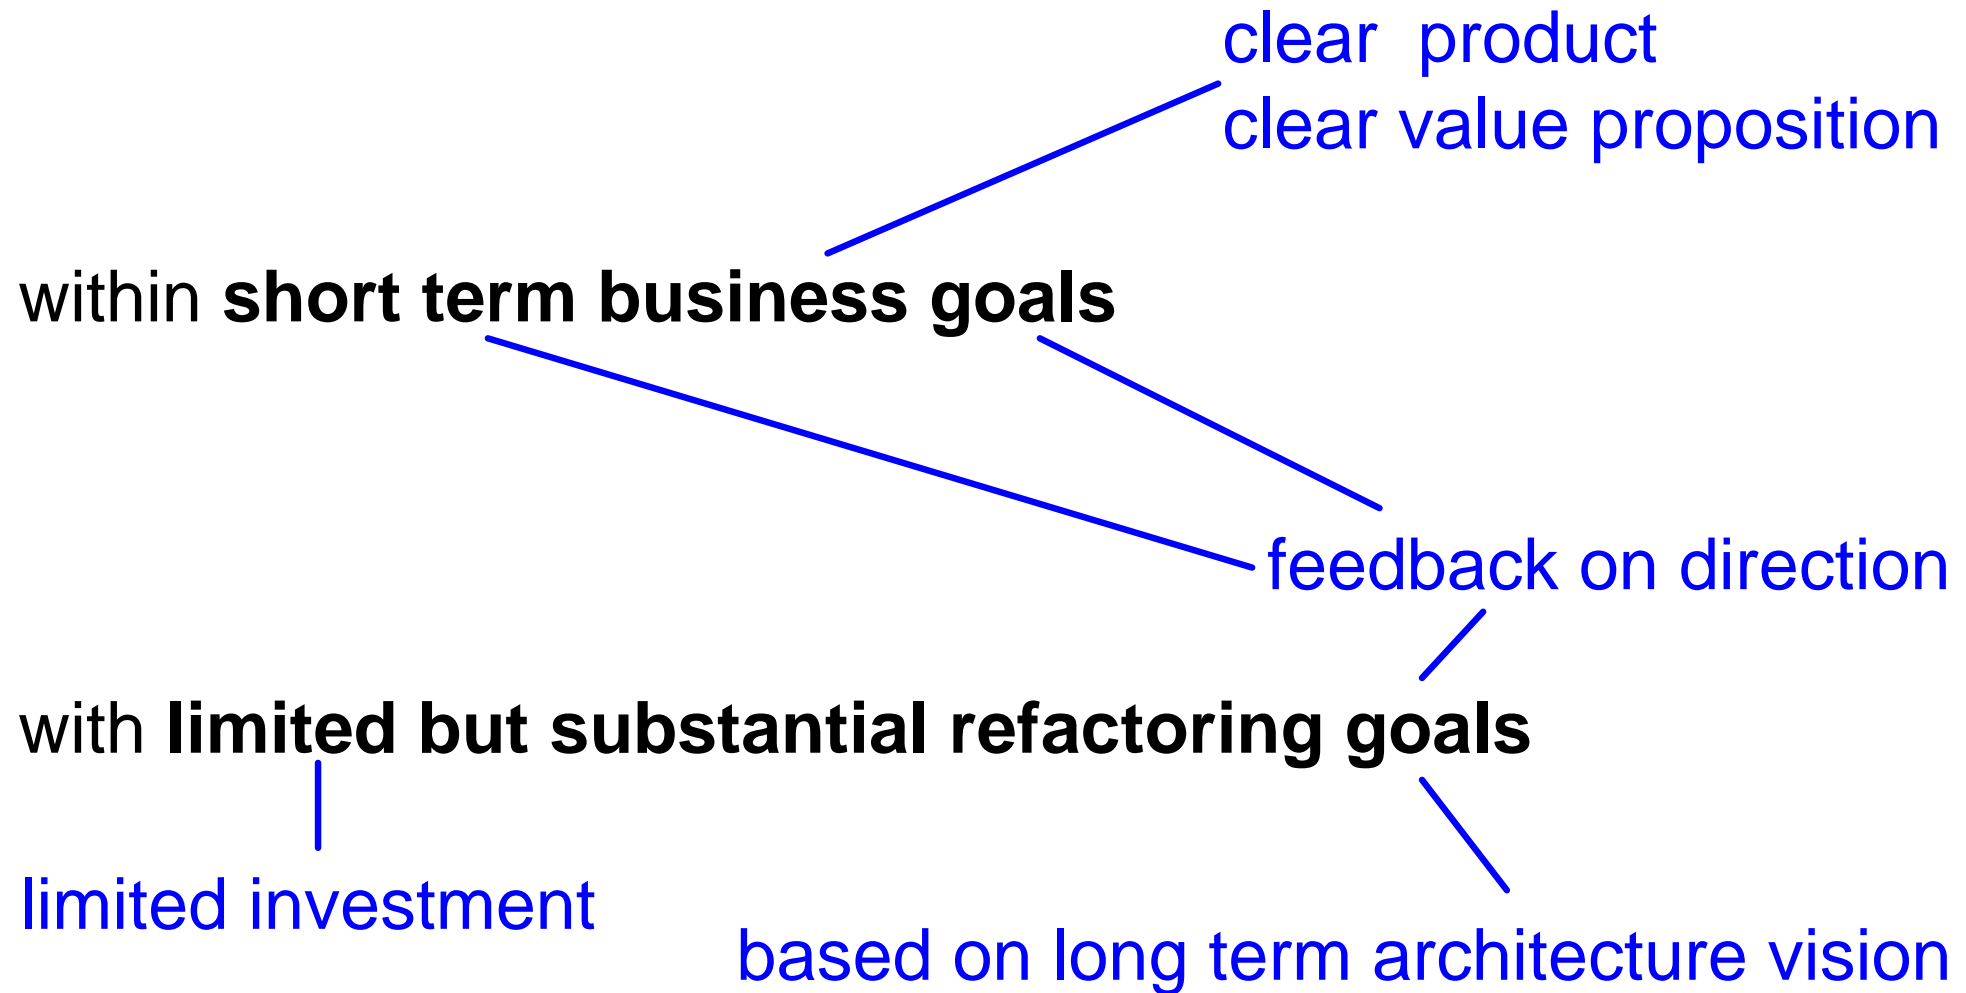 clear product
clear value proposition
within short term business goals
feedback on direction
with limited but substantial refactoring goals
limited investment
based on long term architecture vision